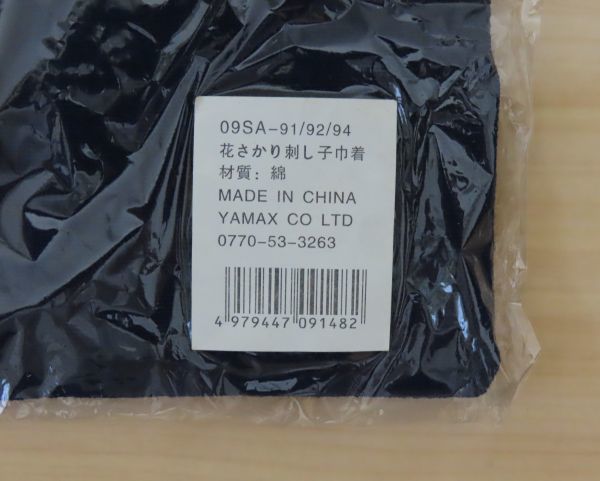 09SA-91/92/94
花さかり刺し子巾着
材質: 綿
MADE IN CHINA
YAMAX CO LTD
0770-53-3263
4 979447 091482